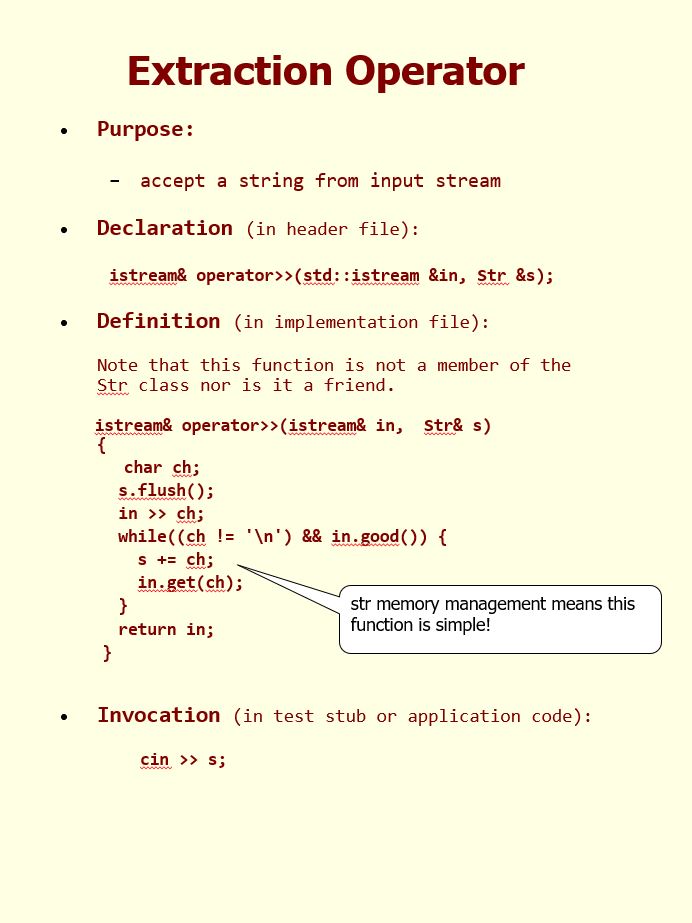 Extraction Operator
• Purpose:
– accept a string from input stream
• Declaration (in header file):
istream& operator>>(std::istream &in, Str &s);
• Definition (in implementation file):
Note that this function is not a member of the
Str class nor is it a friend.
istream& operator>>(istream& in,  Str& s)
{
char ch;
s.flush();
in >> ch;
while((ch != '\n') && in.good()) {
s += ch;
in.get(ch);
}
return in;
}
str memory management means this
function is simple!
• Invocation (in test stub or application code):
cin >> s;